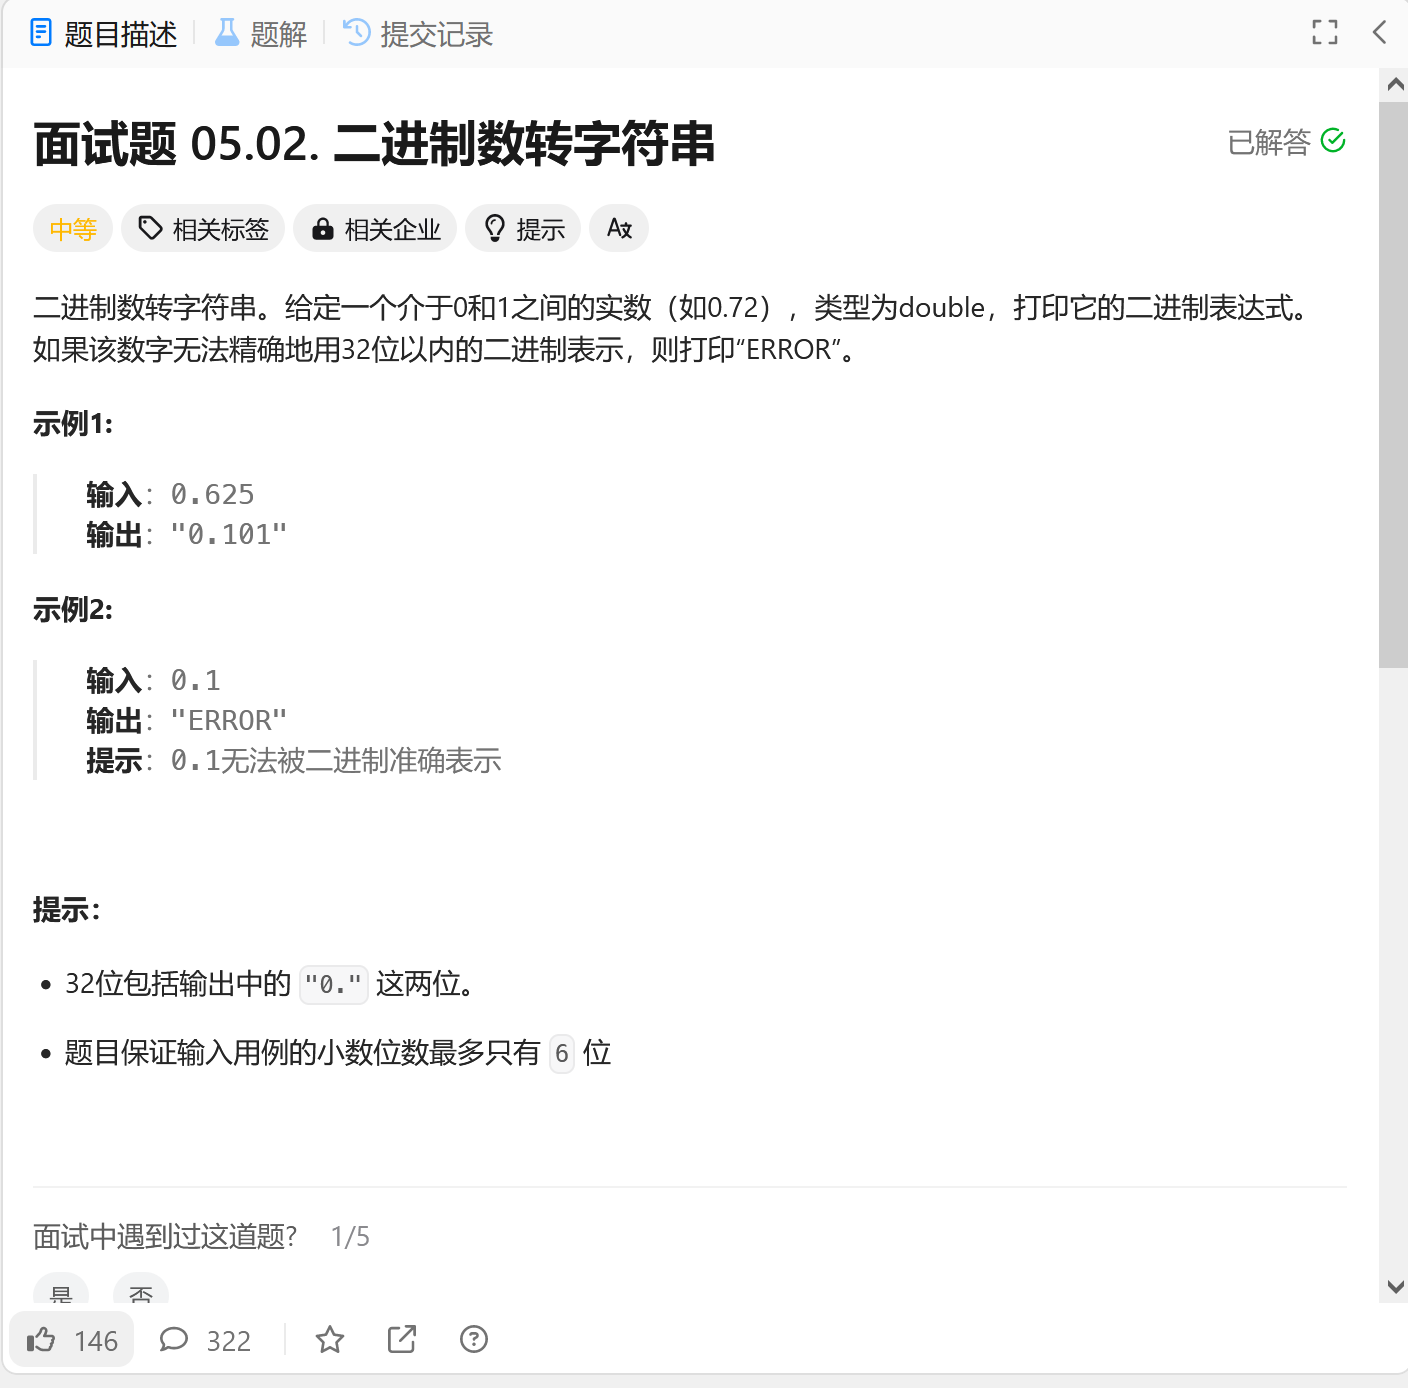 题目描述 题解 提交记录
面试题 05.02. 二进制数转字符串
已解答
中等 相关标签 相关企业 提示
二进制数转字符串。给定一个介于0和1之间的实数（如0.72），类型为double，打印它的二进制表达式。
如果该数字无法精确地用32位以内的二进制表示，则打印“ERROR”。
示例1:
输入：0.625
输出："0.101"
示例2:
输入：0.1
输出："ERROR"
提示：0.1无法被二进制准确表示
提示：
32位包括输出中的 "0." 这两位。
题目保证输入用例的小数位数最多只有 6 位
面试中遇到过这道题? 1/5
是 否
146 322